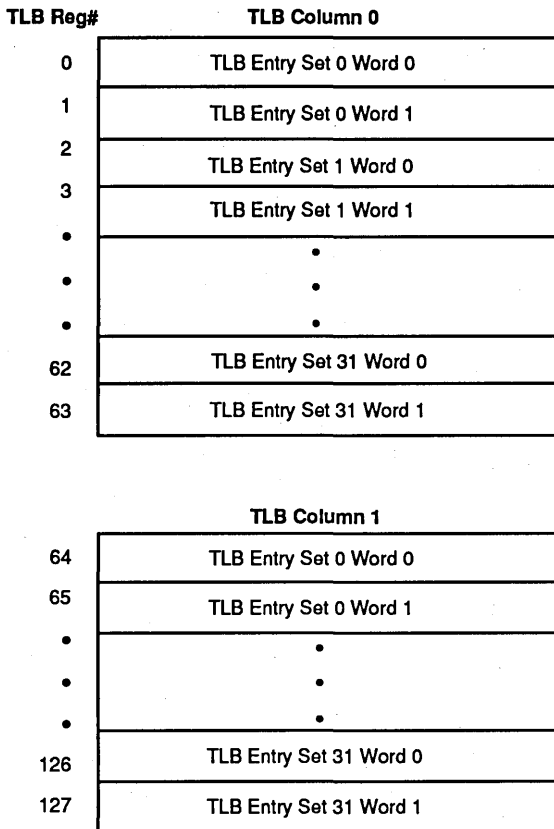 TLB Reg# TLB Column 0
0 TLB Entry Set 0 Word 0
1 TLB Entry Set 0 Word 1
2 TLB Entry Set 1 Word 0
3 TLB Entry Set 1 Word 1
• •
• •
• •
62 TLB Entry Set 31 Word 0
63 TLB Entry Set 31 Word 1
TLB Column 1
64 TLB Entry Set 0 Word 0
65 TLB Entry Set 0 Word 1
• •
• •
• •
126 TLB Entry Set 31 Word 0
127 TLB Entry Set 31 Word 1